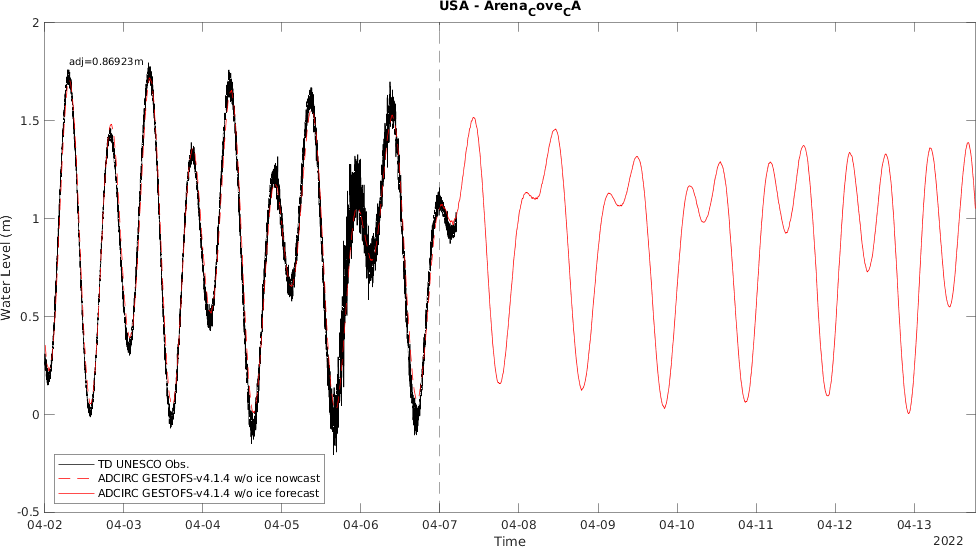 USA - Arena_Cove_CA
2
adj=0.86923m
1.5
1
0.5
0
-0.5
Water Level (m)
TD UNESCO Obs.
ADCIRC GESTOFS-v4.1.4 w/o ice nowcast
ADCIRC GESTOFS-v4.1.4 w/o ice forecast
04-02 04-03 04-04 04-05 04-06 04-07 04-08 04-09 04-10 04-11 04-12 04-13
Time
2022